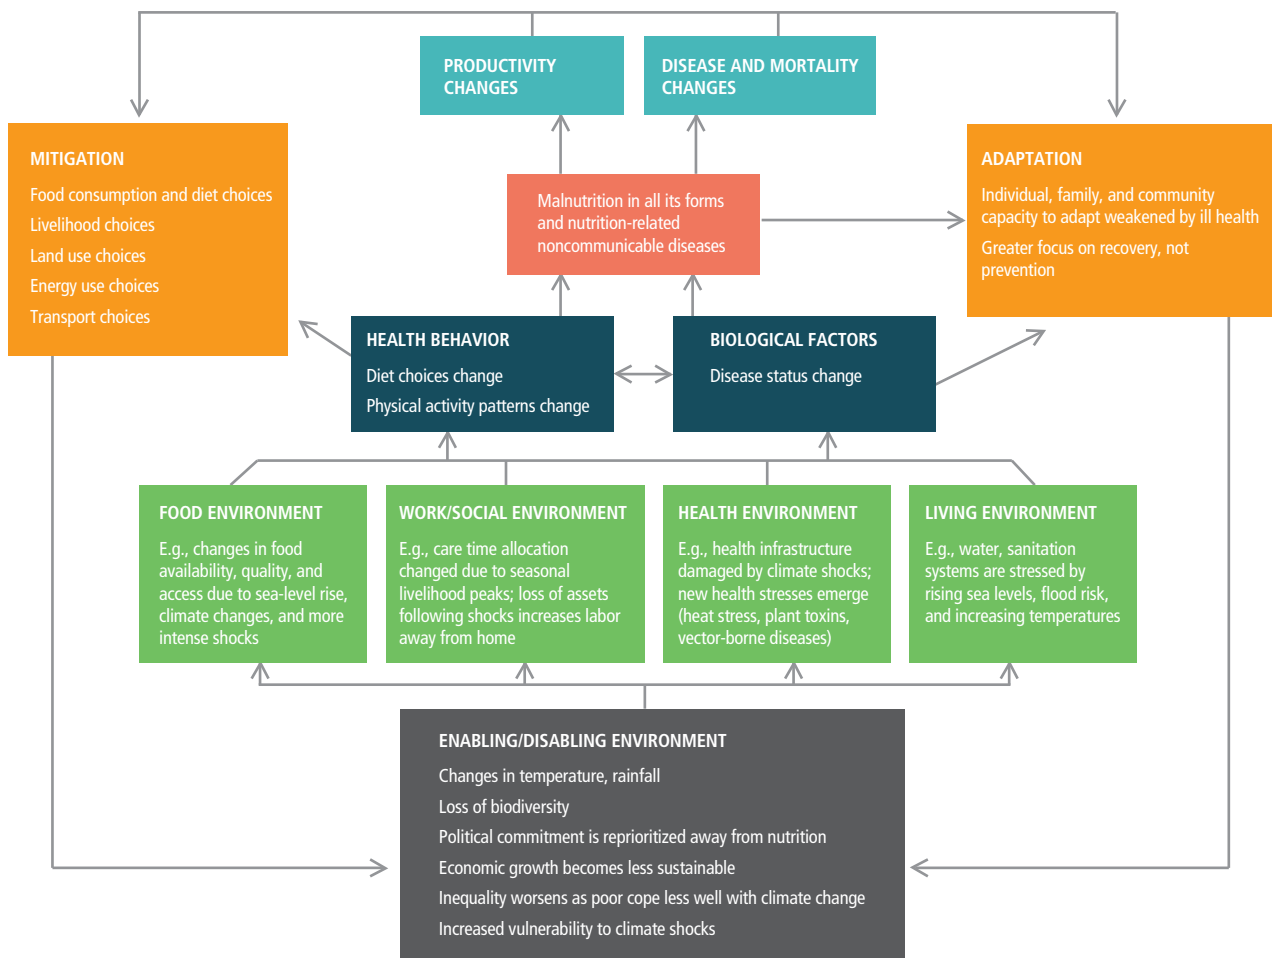 PRODUCTIVITY
CHANGES
DISEASE AND MORTALITY
CHANGES
MITIGATION
Food consumption and diet choices
Livelihood choices
Land use choices
Energy use choices
Transport choices
Malnutrition in all its forms
and nutrition-related
noncommunicable diseases
ADAPTATION
Individual, family, and community
capacity to adapt weakened by ill health
Greater focus on recovery, not
prevention
HEALTH BEHAVIOR
Diet choices change
Physical activity patterns change
BIOLOGICAL FACTORS
Disease status change
FOOD ENVIRONMENT
E.g., changes in food
availability, quality, and
access due to sea-level rise,
climate changes, and more
intense shocks
WORK/SOCIAL ENVIRONMENT
E.g., care time allocation
changed due to seasonal
livelihood peaks; loss of assets
following shocks increases labor
away from home
HEALTH ENVIRONMENT
E.g., health infrastructure
damaged by climate shocks;
new health stresses emerge
(heat stress, plant toxins,
vector-borne diseases)
LIVING ENVIRONMENT
E.g., water, sanitation
systems are stressed by
rising sea levels, flood risk,
and increasing temperatures
ENABLING/DISABLING ENVIRONMENT
Changes in temperature, rainfall
Loss of biodiversity
Political commitment is reprioritized away from nutrition
Economic growth becomes less sustainable
Inequality worsens as poor cope less well with climate change
Increased vulnerability to climate shocks